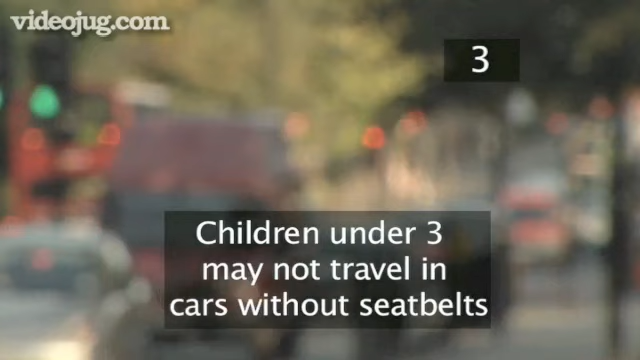 videojug.com
3
Children under 3
may not travel in
cars without seatbelts